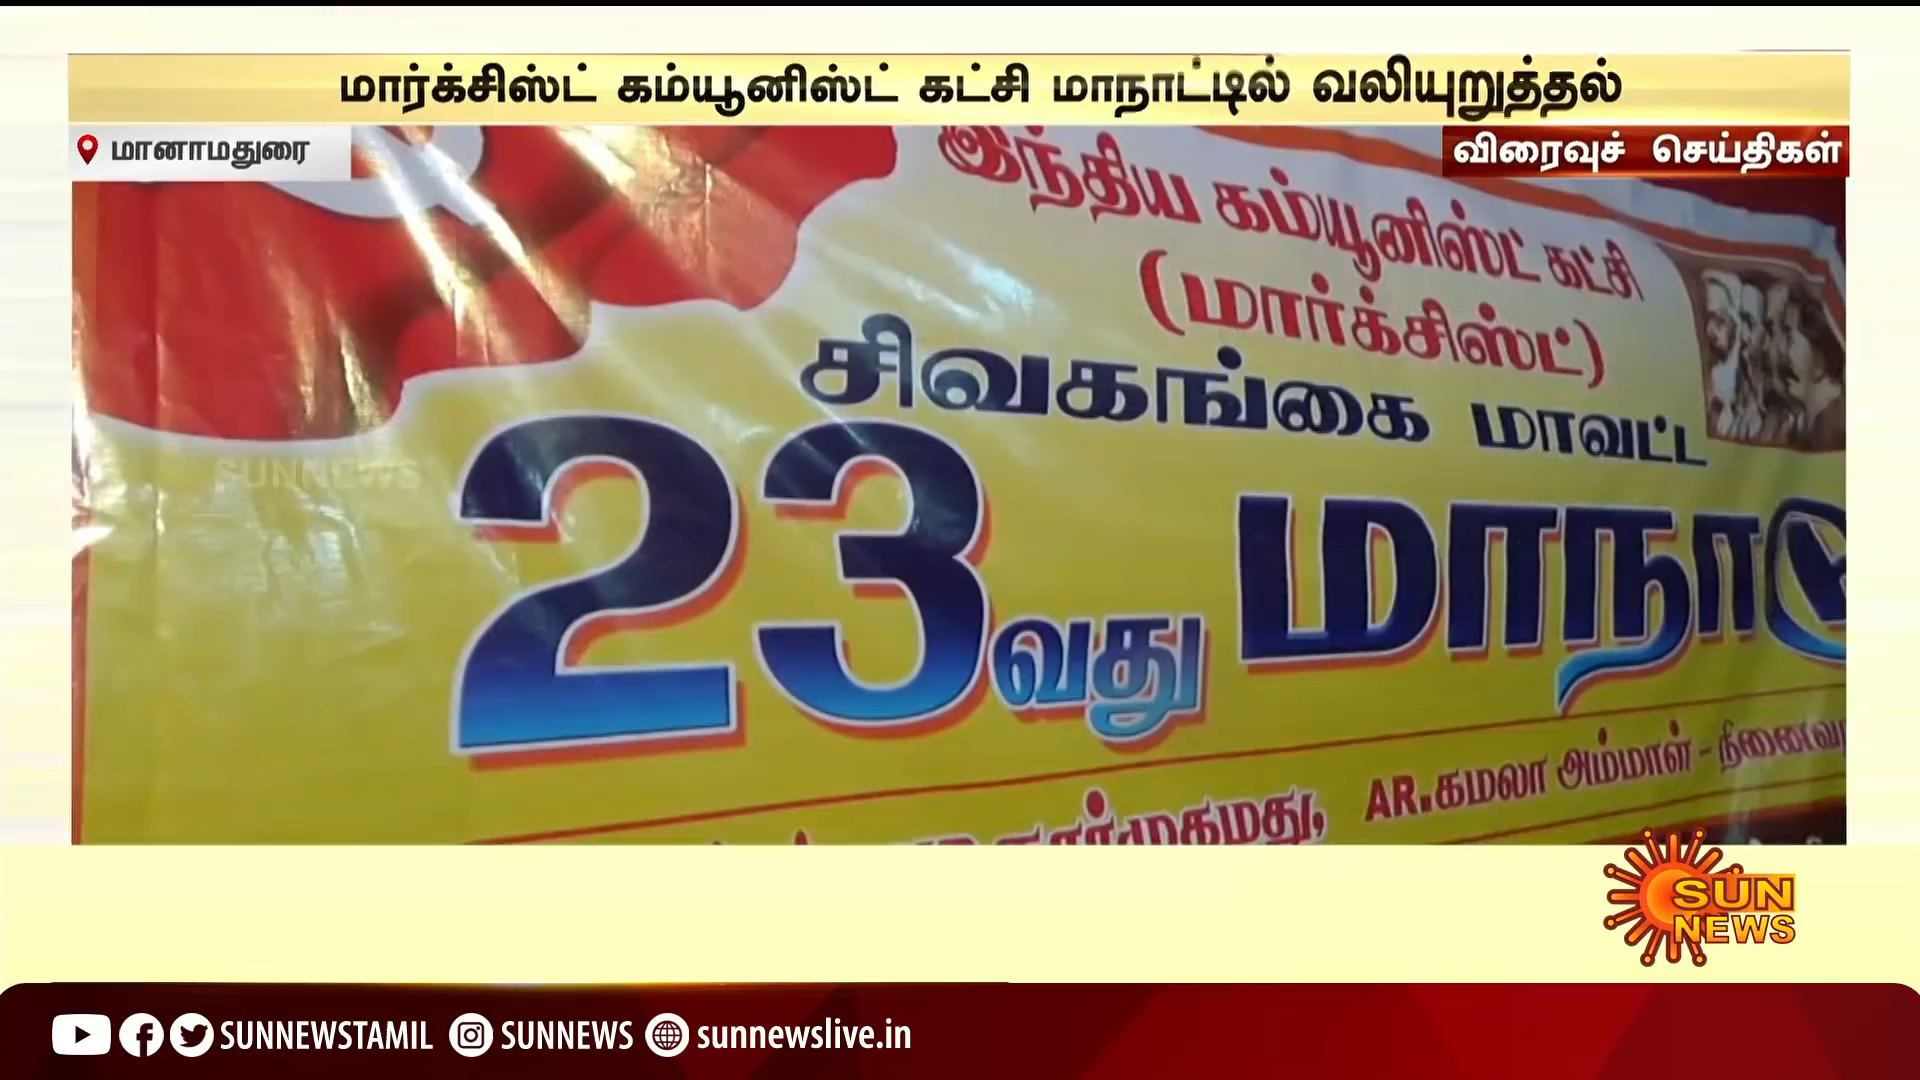 மார்க்சிஸ்ட் கம்யூனிஸ்ட் கட்சி மாநாட்டில் வலியுறுத்தல்
மானாமதுரை
விரைவுச் செய்திகள்
இந்திய கம்யூனிஸ்ட் கட்சி
(மார்க்சிஸ்ட்)
சிவகங்கை மாவட்ட
SUNNEWS
23வது மாநா
AR.கமலா அம்மாள் -
SUN
NEWS
SUNNEWSTAMIL SUNNEWS sunnewslive.in